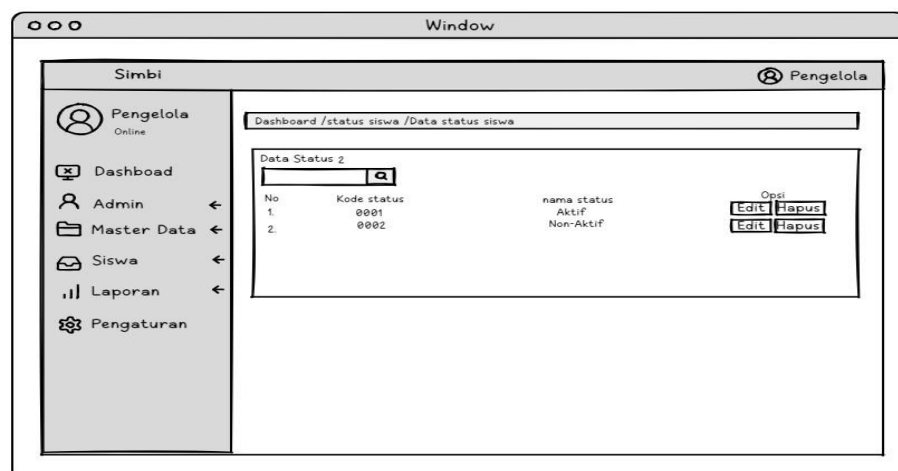 Window
Simbi
Pengelola
Pengelola
Online
Dashboad
Admin
Master Data
Siswa
Laporan
Pengaturan
Dashboard /status siswa /Data status siswa
Data Status 2
No Kode status nama status Opsi
1. 0001 Aktif Edit Hapus
2. 0002 Non-Aktif Edit Hapus